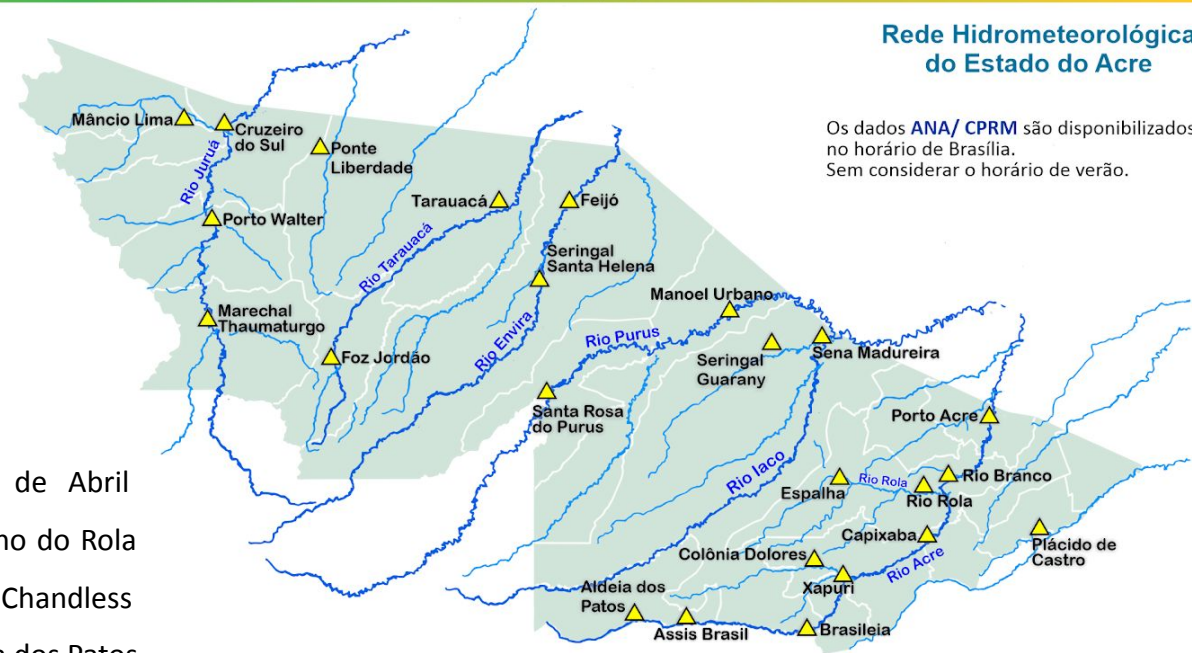 Rede Hidrometeorológica
do Estado do Acre
Os dados ANA/ CPRM são disponibilizados
no horário de Brasília.
Sem considerar o horário de verão.
Mâncio Lima
Cruzeiro
do Sul
Ponte
Liberdade
Rio Juruá
Tarauacá
Feijó
Porto Walter
Rio Tarauacá
Seringal
Santa Helena
Manoel Urbano
Marechal
Thaumaturgo
Rio Envira
Rio Purus
Foz Jordão
Seringal
Guarany
Sena Madureira
Santa Rosa
do Purus
Porto Acre
Rio Iaco
Espalha
Rio Rola
Rio Rola
Rio Branco
Capixaba
Plácido de
Castro
Colônia Dolores
Rio Acre
Xapuri
Aldeia dos
Patos
Assis Brasil
Brasileia
de Abril
do Rola
Chandless
dos Patos